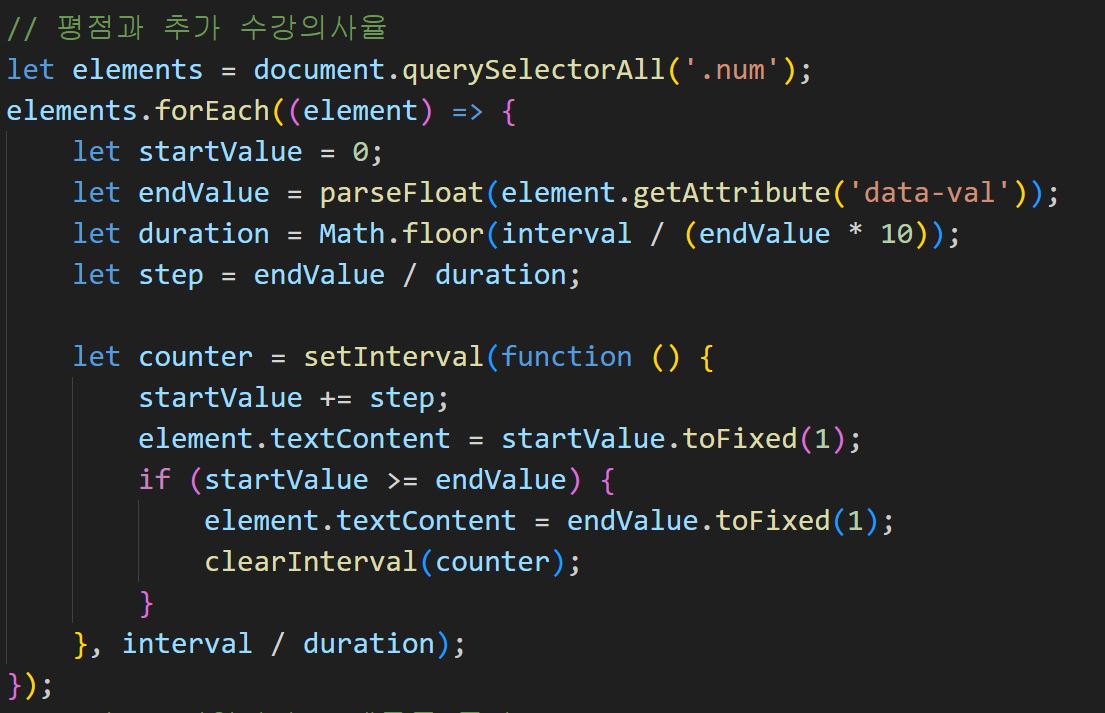 // 평점과 추가 수강의사율
let elements = document.querySelectorAll('.num');
elements.forEach((element) => {
    let startValue = 0;
    let endValue = parseFloat(element.getAttribute('data-val'));
    let duration = Math.floor(interval / (endValue * 10));
    let step = endValue / duration;

    let counter = setInterval(function () {
        startValue += step;
        element.textContent = startValue.toFixed(1);
        if (startValue >= endValue) {
            element.textContent = endValue.toFixed(1);
            clearInterval(counter);
        }
    }, interval / duration);
});